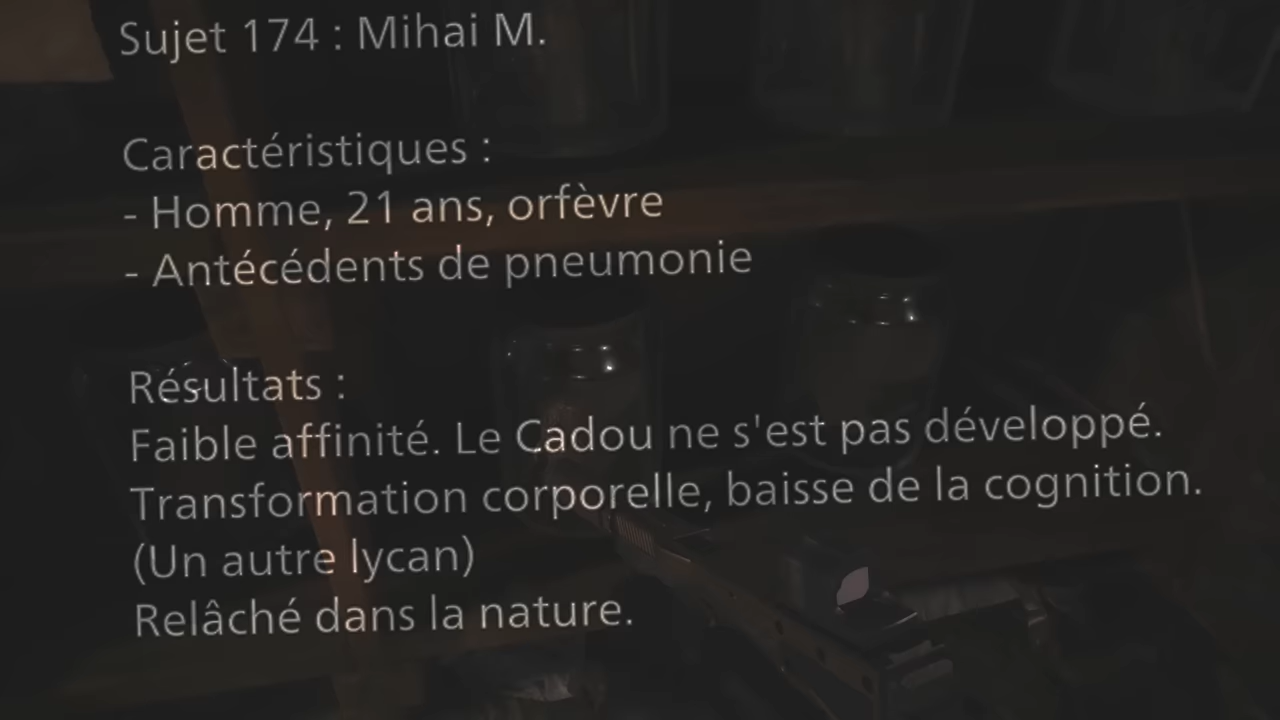 Sujet 174 : Mihai M.
Caractéristiques :
- Homme, 21 ans, orfèvre
- Antécédents de pneumonie
Résultats :
Faible affinité. Le Cadou ne s'est pas développé.
Transformation corporelle, baisse de la cognition.
(Un autre lycan)
Relâché dans la nature.